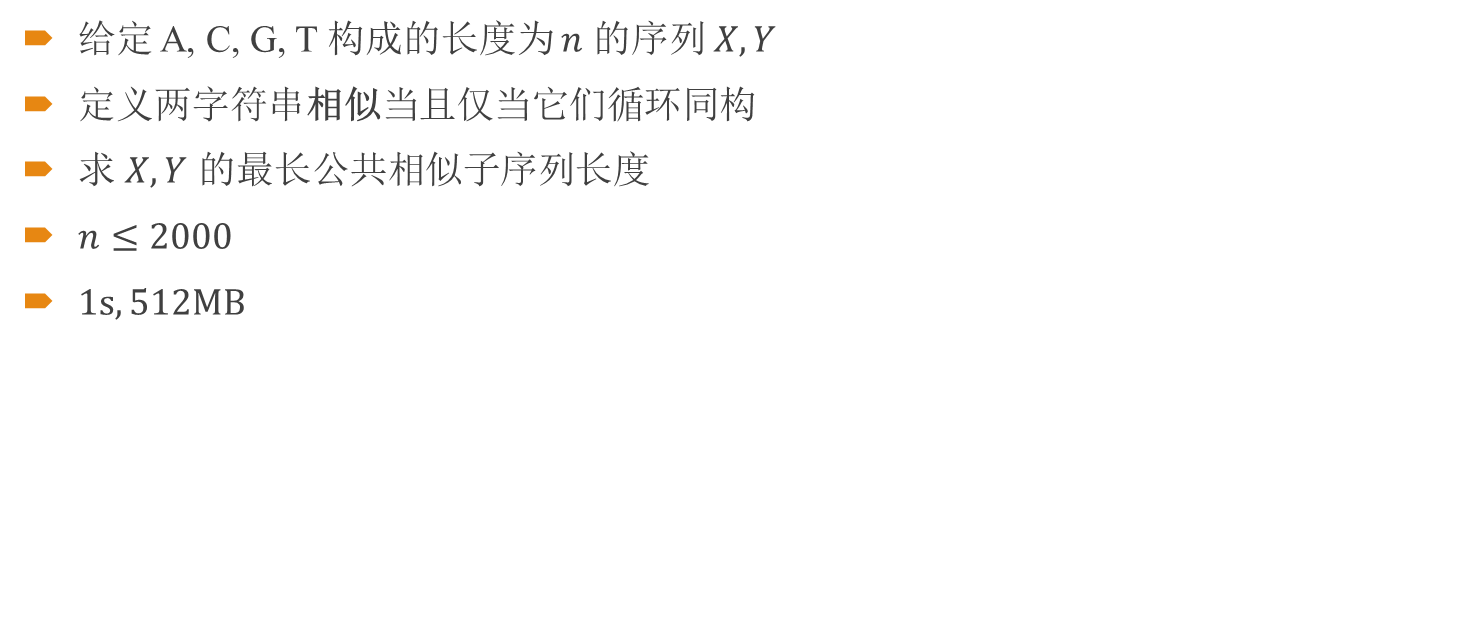 给定 A, C, G, T 构成的长度为 n 的序列 X, Y
定义两字符串相似当且仅当它们循环同构
求 X, Y 的最长公共相似子序列长度
n ≤ 2000
1s, 512MB